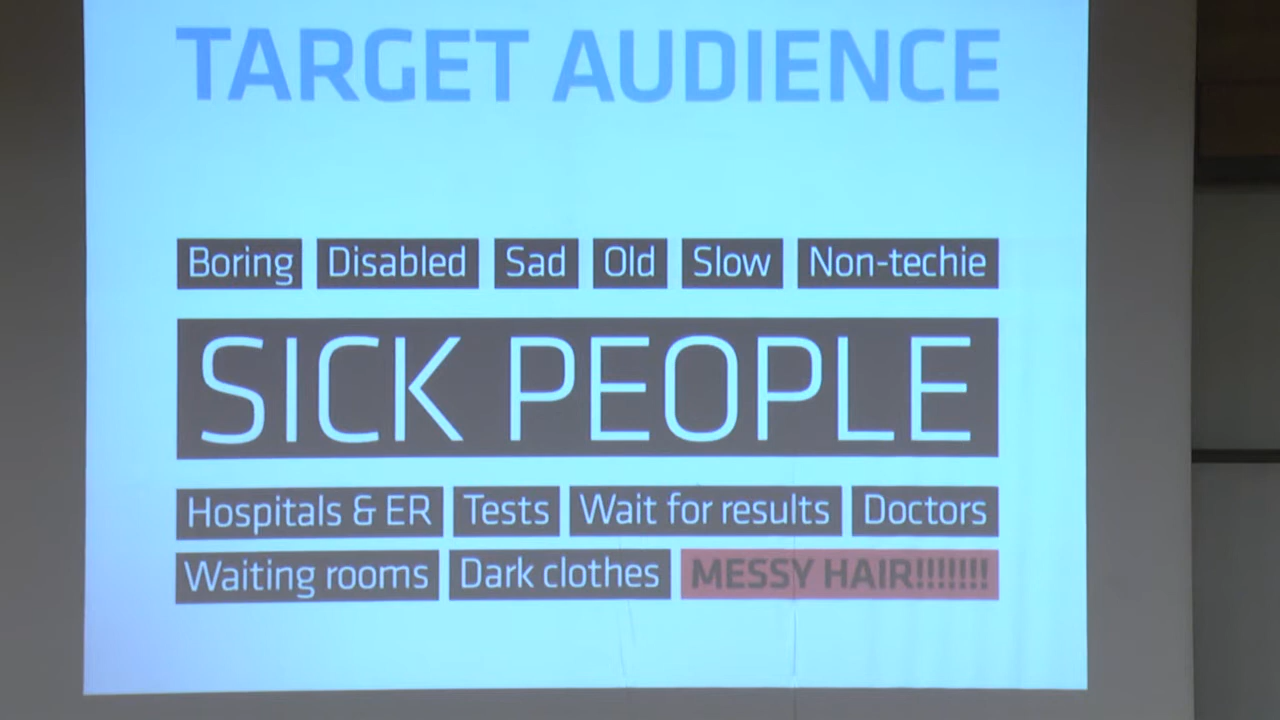 TARGET AUDIENCE
Boring Disabled Sad Old Slow Non-techie
SICK PEOPLE
Hospitals & ER Tests Wait for results Doctors
Waiting rooms Dark clothes MESSY HAIR!!!!!!!